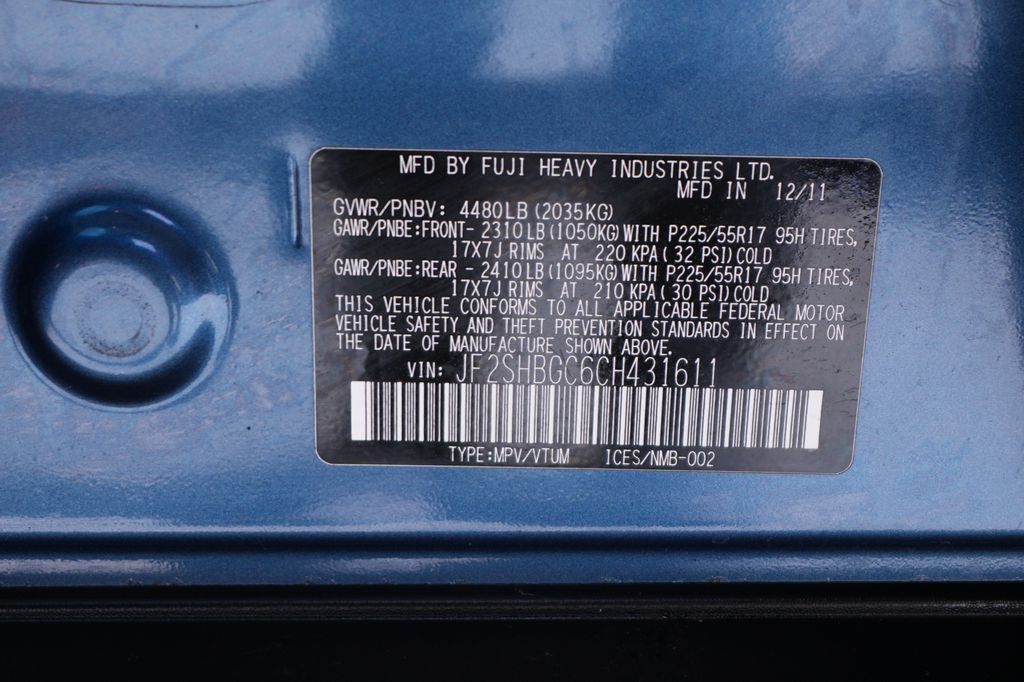 MFD BY FUJI HEAVY INDUSTRIES LTD.
MFD IN 12/11
GVWR/PNBV: 4480LB (2035KG)
GAWR/PNBE:FRONT- 2310LB (1050KG) WITH P225/55R17 95H TIRES,
17X7J RIMS AT 220 KPA ( 32 PSI) COLD
GAWR/PNBE:REAR - 2410LB (1095KG) WITH P225/55R17 95H TIRES,
17X7J RIMS AT 210 KPA (30 PSI) COLD
THIS VEHICLE CONFORMS TO ALL APPLICABLE FEDERAL MOTOR
VEHICLE SAFETY AND THEFT PREVENTION STANDARDS IN EFFECT ON
THE DATE OF MANUFACTURE SHOWN ABOVE.
VIN: JF2SHBGC6CH431611
TYPE:MPV/VTUM ICES/NMB-002